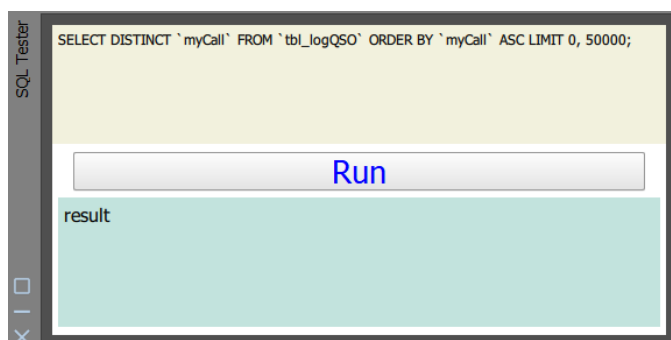 SQL Tester
SELECT DISTINCT `myCall` FROM `tbl_logQSO` ORDER BY `myCall` ASC LIMIT 0, 50000;
Run
result